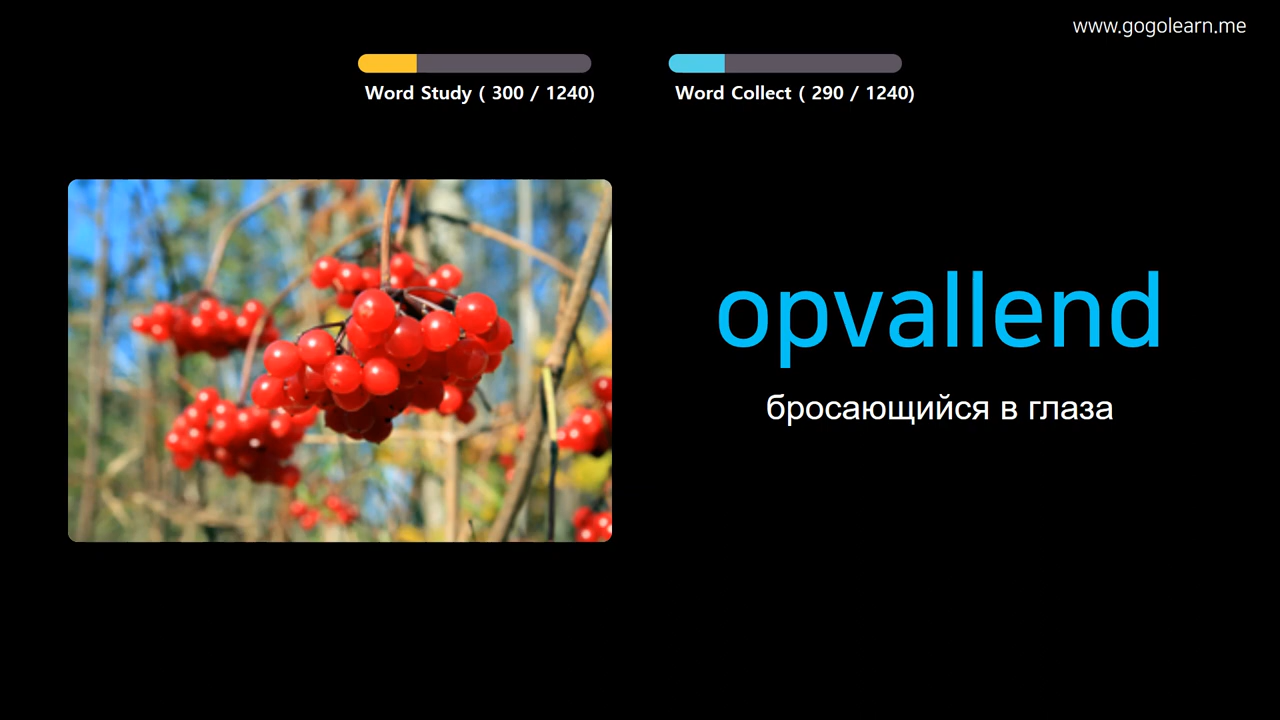 www.gogolearn.me
Word Study ( 300 / 1240)
Word Collect ( 290 / 1240)
opvallend
бросающийся в глаза